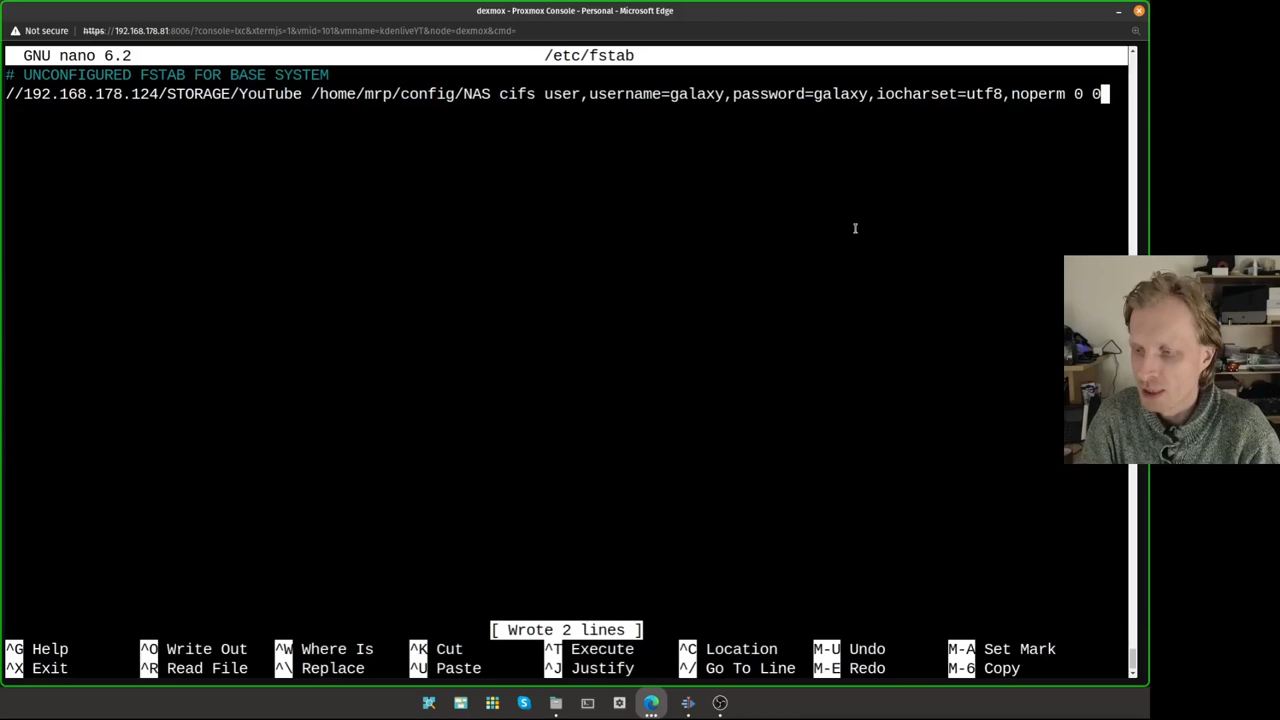 dexmox - Proxmox Console - Personal - Microsoft Edge
Not secure https://192.168.178.81:8006/?console=lxc&xtermjs=1&vmid=101&vmname=kdenliveYT&node=dexmox&cmd=
GNU nano 6.2 /etc/fstab
# UNCONFIGURED FSTAB FOR BASE SYSTEM
//192.168.178.124/STORAGE/YouTube /home/mrp/config/NAS cifs user,username=galaxy,password=galaxy,iocharset=utf8,noperm 0 0
[ Wrote 2 lines ]
^G Help ^O Write Out ^W Where Is ^K Cut ^T Execute ^C Location M-U Undo M-A Set Mark
^X Exit ^R Read File ^\ Replace ^U Paste ^J Justify ^/ Go To Line M-E Redo M-6 Copy